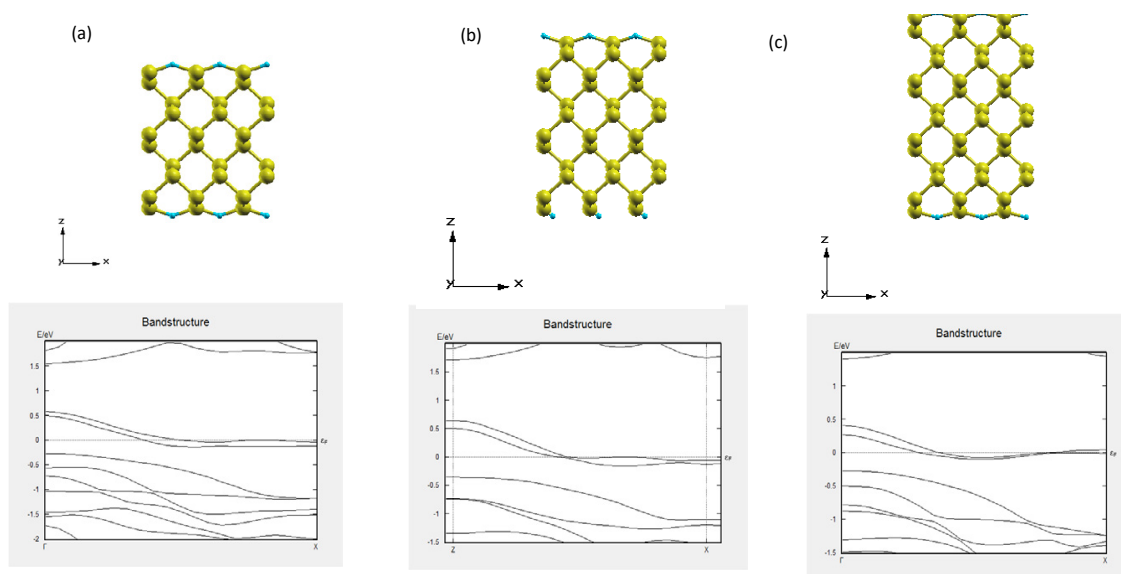 (a)
(b)
(c)
z
y
x
z
y
x
z
y
x
Bandstructure
E/eV
1.5
1
0.5
0
-0.5
-1
-1.5
-2
εF
Γ
X
Bandstructure
E/eV
1.5
1
0.5
0
-0.5
-1
-1.5
εF
Z
X
Bandstructure
E/eV
1
0.5
0
-0.5
-1
-1.5
εF
Γ
X